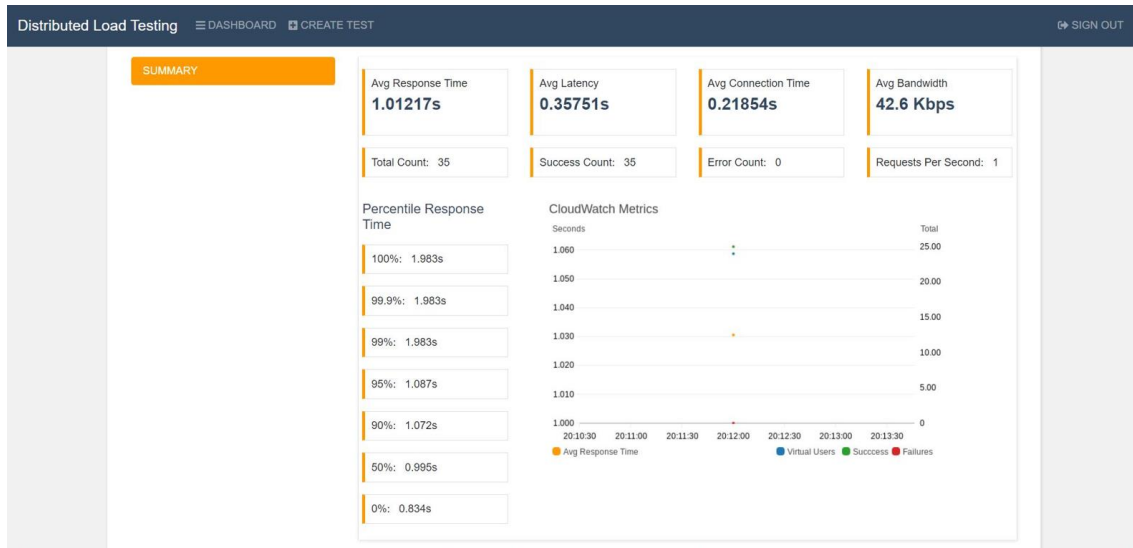 Distributed Load Testing DASHBOARD CREATE TEST SIGN OUT
SUMMARY
Avg Response Time
1.01217s
Avg Latency
0.35751s
Avg Connection Time
0.21854s
Avg Bandwidth
42.6 Kbps
Total Count: 35
Success Count: 35
Error Count: 0
Requests Per Second: 1
Percentile Response
Time
100%: 1.983s
99.9%: 1.983s
99%: 1.983s
95%: 1.087s
90%: 1.072s
50%: 0.995s
0%: 0.834s
CloudWatch Metrics
Seconds Total
1.060
1.050
1.040
1.030
1.020
1.010
1.000
25.00
20.00
15.00
10.00
5.00
0
20:10:30 20:11:00 20:11:30 20:12:00 20:12:30 20:13:00 20:13:30
Avg Response Time Virtual Users Succcess Failures